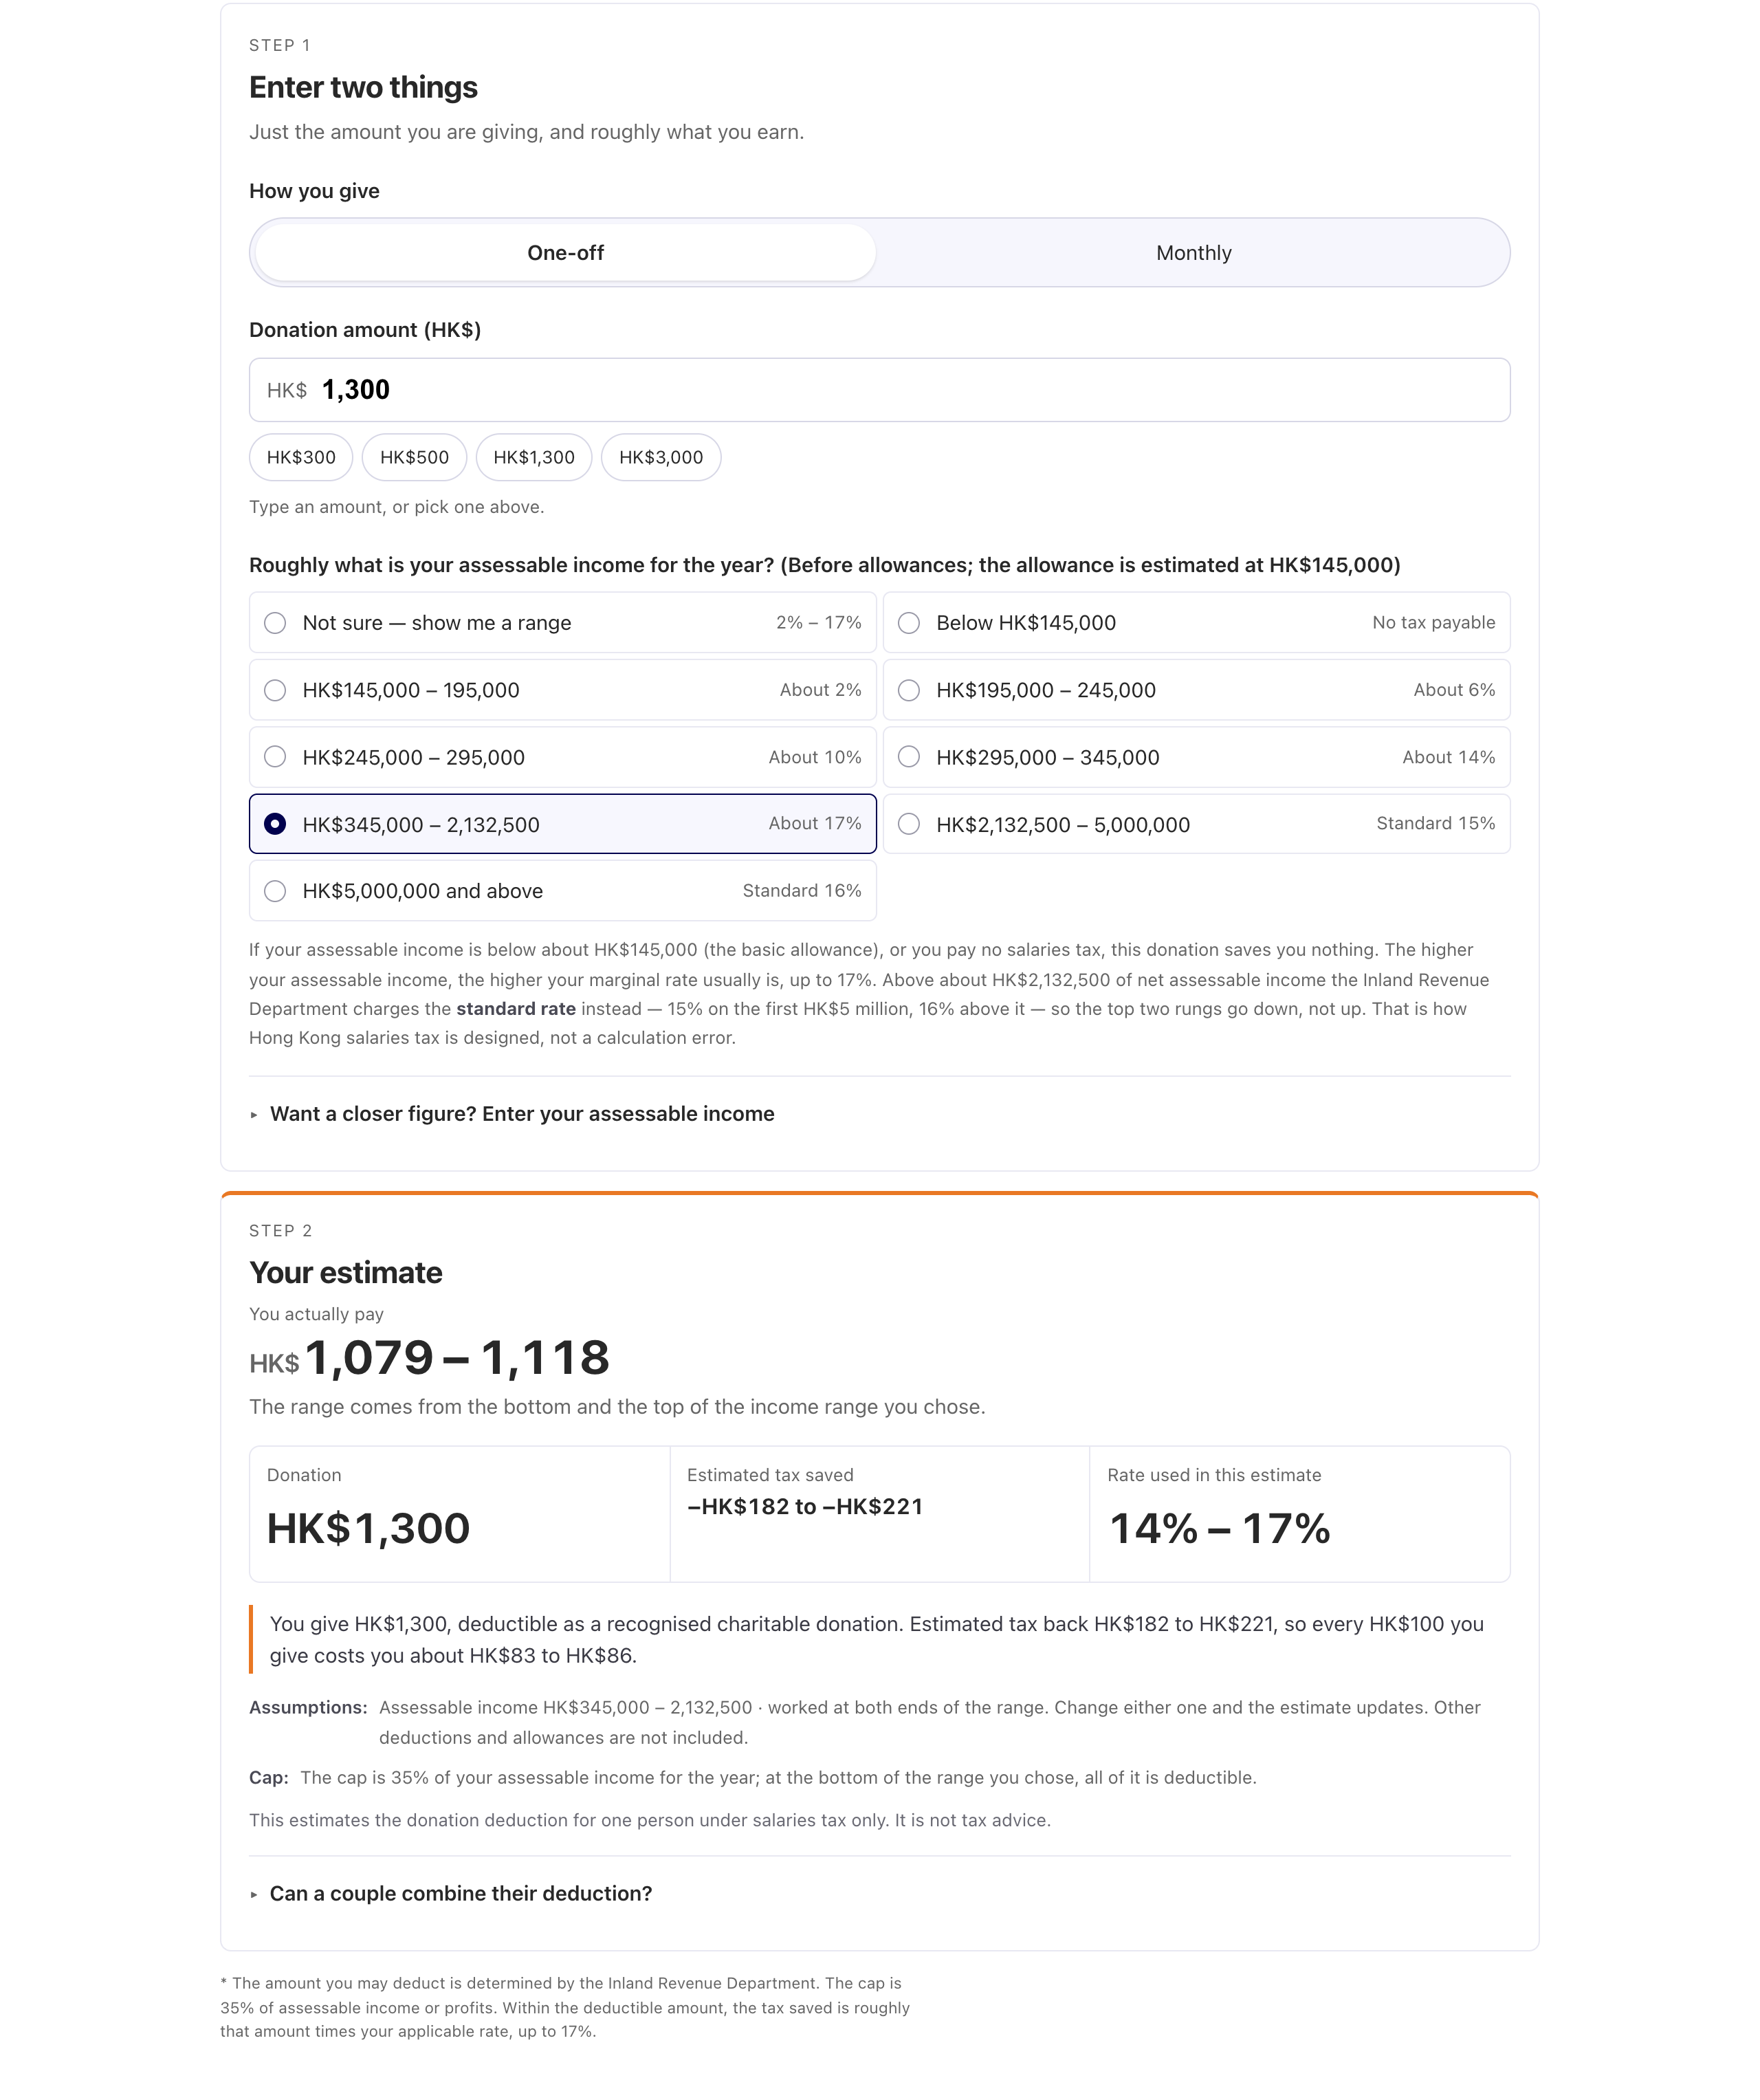 STEP 1
Enter two things
Just the amount you are giving, and roughly what you earn.
How you give
One-off
Monthly
Donation amount (HK$)
HK$ 1,300
HK$300
HK$500
HK$1,300
HK$3,000
Type an amount, or pick one above.
Roughly what is your assessable income for the year? (Before allowances; the allowance is estimated at HK$145,000)
Not sure — show me a range 2% – 17%
Below HK$145,000 No tax payable
HK$145,000 – 195,000 About 2%
HK$195,000 – 245,000 About 6%
HK$245,000 – 295,000 About 10%
HK$295,000 – 345,000 About 14%
HK$345,000 – 2,132,500 About 17%
HK$2,132,500 – 5,000,000 Standard 15%
HK$5,000,000 and above Standard 16%
If your assessable income is below about HK$145,000 (the basic allowance), or you pay no salaries tax, this donation saves you nothing. The higher
your assessable income, the higher your marginal rate usually is, up to 17%. Above about HK$2,132,500 of net assessable income the Inland Revenue
Department charges the standard rate instead — 15% on the first HK$5 million, 16% above it — so the top two rungs go down, not up. That is how
Hong Kong salaries tax is designed, not a calculation error.
▸ Want a closer figure? Enter your assessable income
STEP 2
Your estimate
You actually pay
HK$ 1,079 – 1,118
The range comes from the bottom and the top of the income range you chose.
Donation
HK$1,300
Estimated tax saved
−HK$182 to −HK$221
Rate used in this estimate
14% – 17%
You give HK$1,300, deductible as a recognised charitable donation. Estimated tax back HK$182 to HK$221, so every HK$100 you
give costs you about HK$83 to HK$86.
Assumptions: Assessable income HK$345,000 – 2,132,500 · worked at both ends of the range. Change either one and the estimate updates. Other
deductions and allowances are not included.
Cap: The cap is 35% of your assessable income for the year; at the bottom of the range you chose, all of it is deductible.
This estimates the donation deduction for one person under salaries tax only. It is not tax advice.
▸ Can a couple combine their deduction?
* The amount you may deduct is determined by the Inland Revenue Department. The cap is
35% of assessable income or profits. Within the deductible amount, the tax saved is roughly
that amount times your applicable rate, up to 17%.